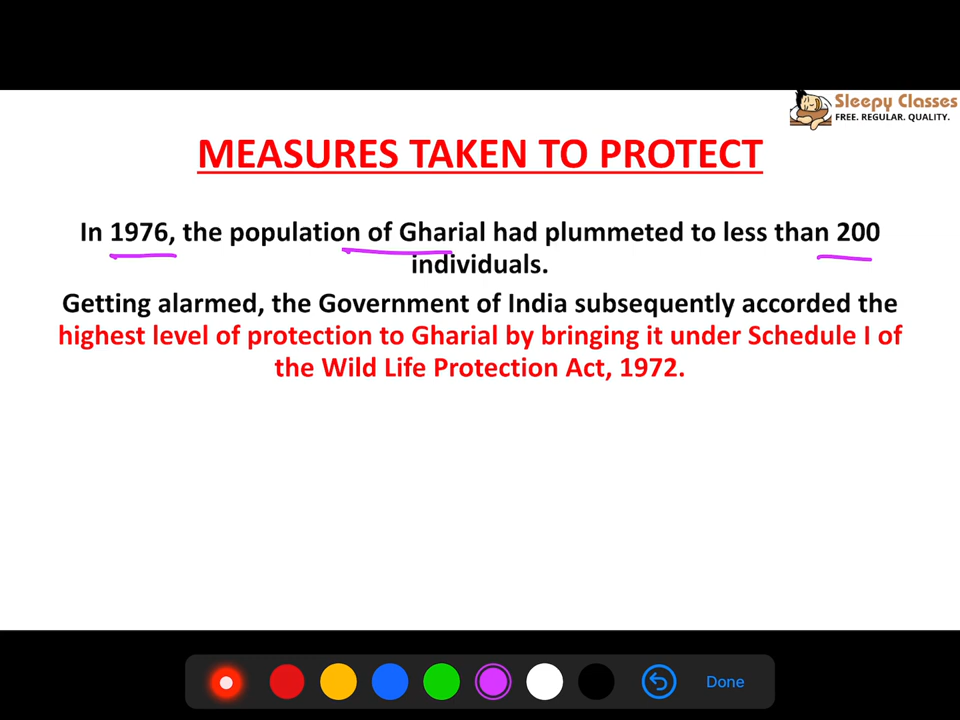 Sleepy Classes
FREE. REGULAR. QUALITY.
MEASURES TAKEN TO PROTECT
In 1976, the population of Gharial had plummeted to less than 200
individuals.
Getting alarmed, the Government of India subsequently accorded the
highest level of protection to Gharial by bringing it under Schedule I of
the Wild Life Protection Act, 1972.
Done